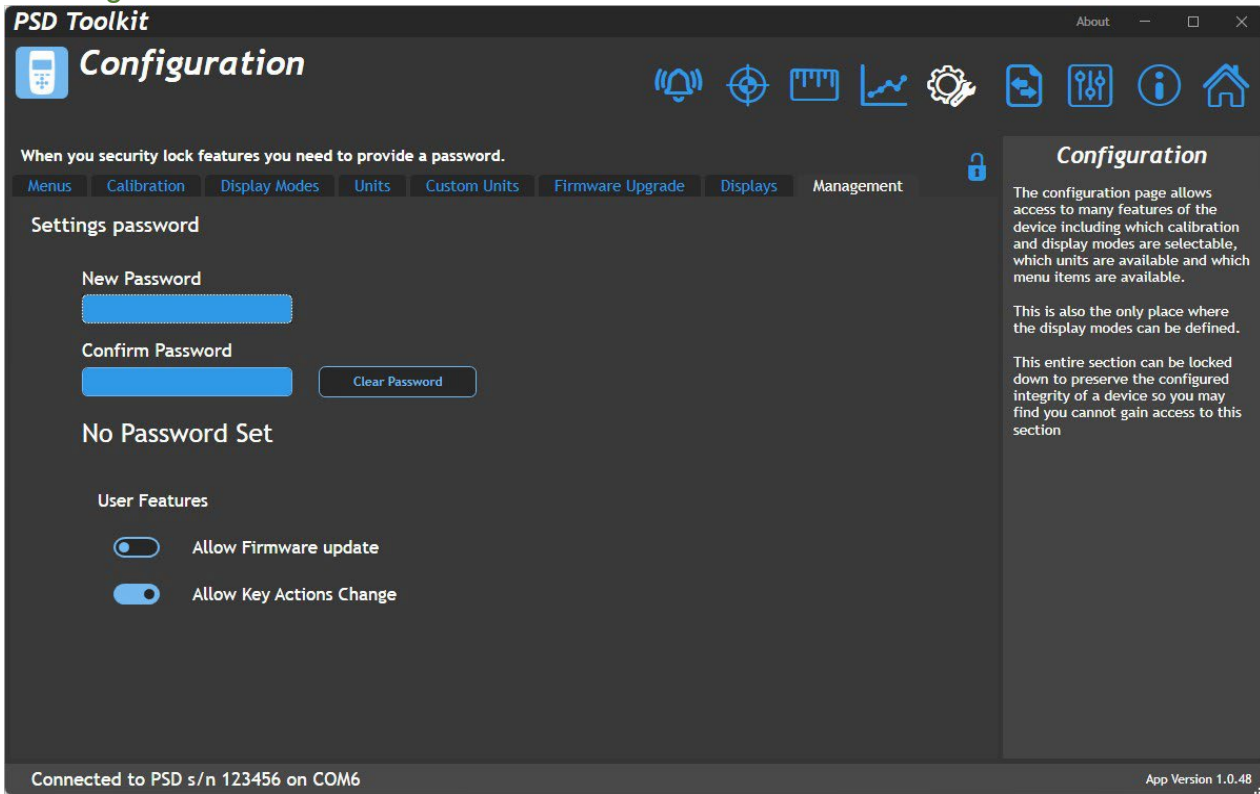 PSD Toolkit
About
Configuration
When you security lock features you need to provide a password.
Menus Calibration Display Modes Units Custom Units Firmware Upgrade Displays Management
Settings password
New Password
Confirm Password
Clear Password
No Password Set
User Features
Allow Firmware update
Allow Key Actions Change
Configuration
The configuration page allows
access to many features of the
device including which calibration
and display modes are selectable,
which units are available and which
menu items are available.
This is also the only place where
the display modes can be defined.
This entire section can be locked
down to preserve the configured
integrity of a device so you may
find you cannot gain access to this
section
Connected to PSD s/n 123456 on COM6
App Version 1.0.48